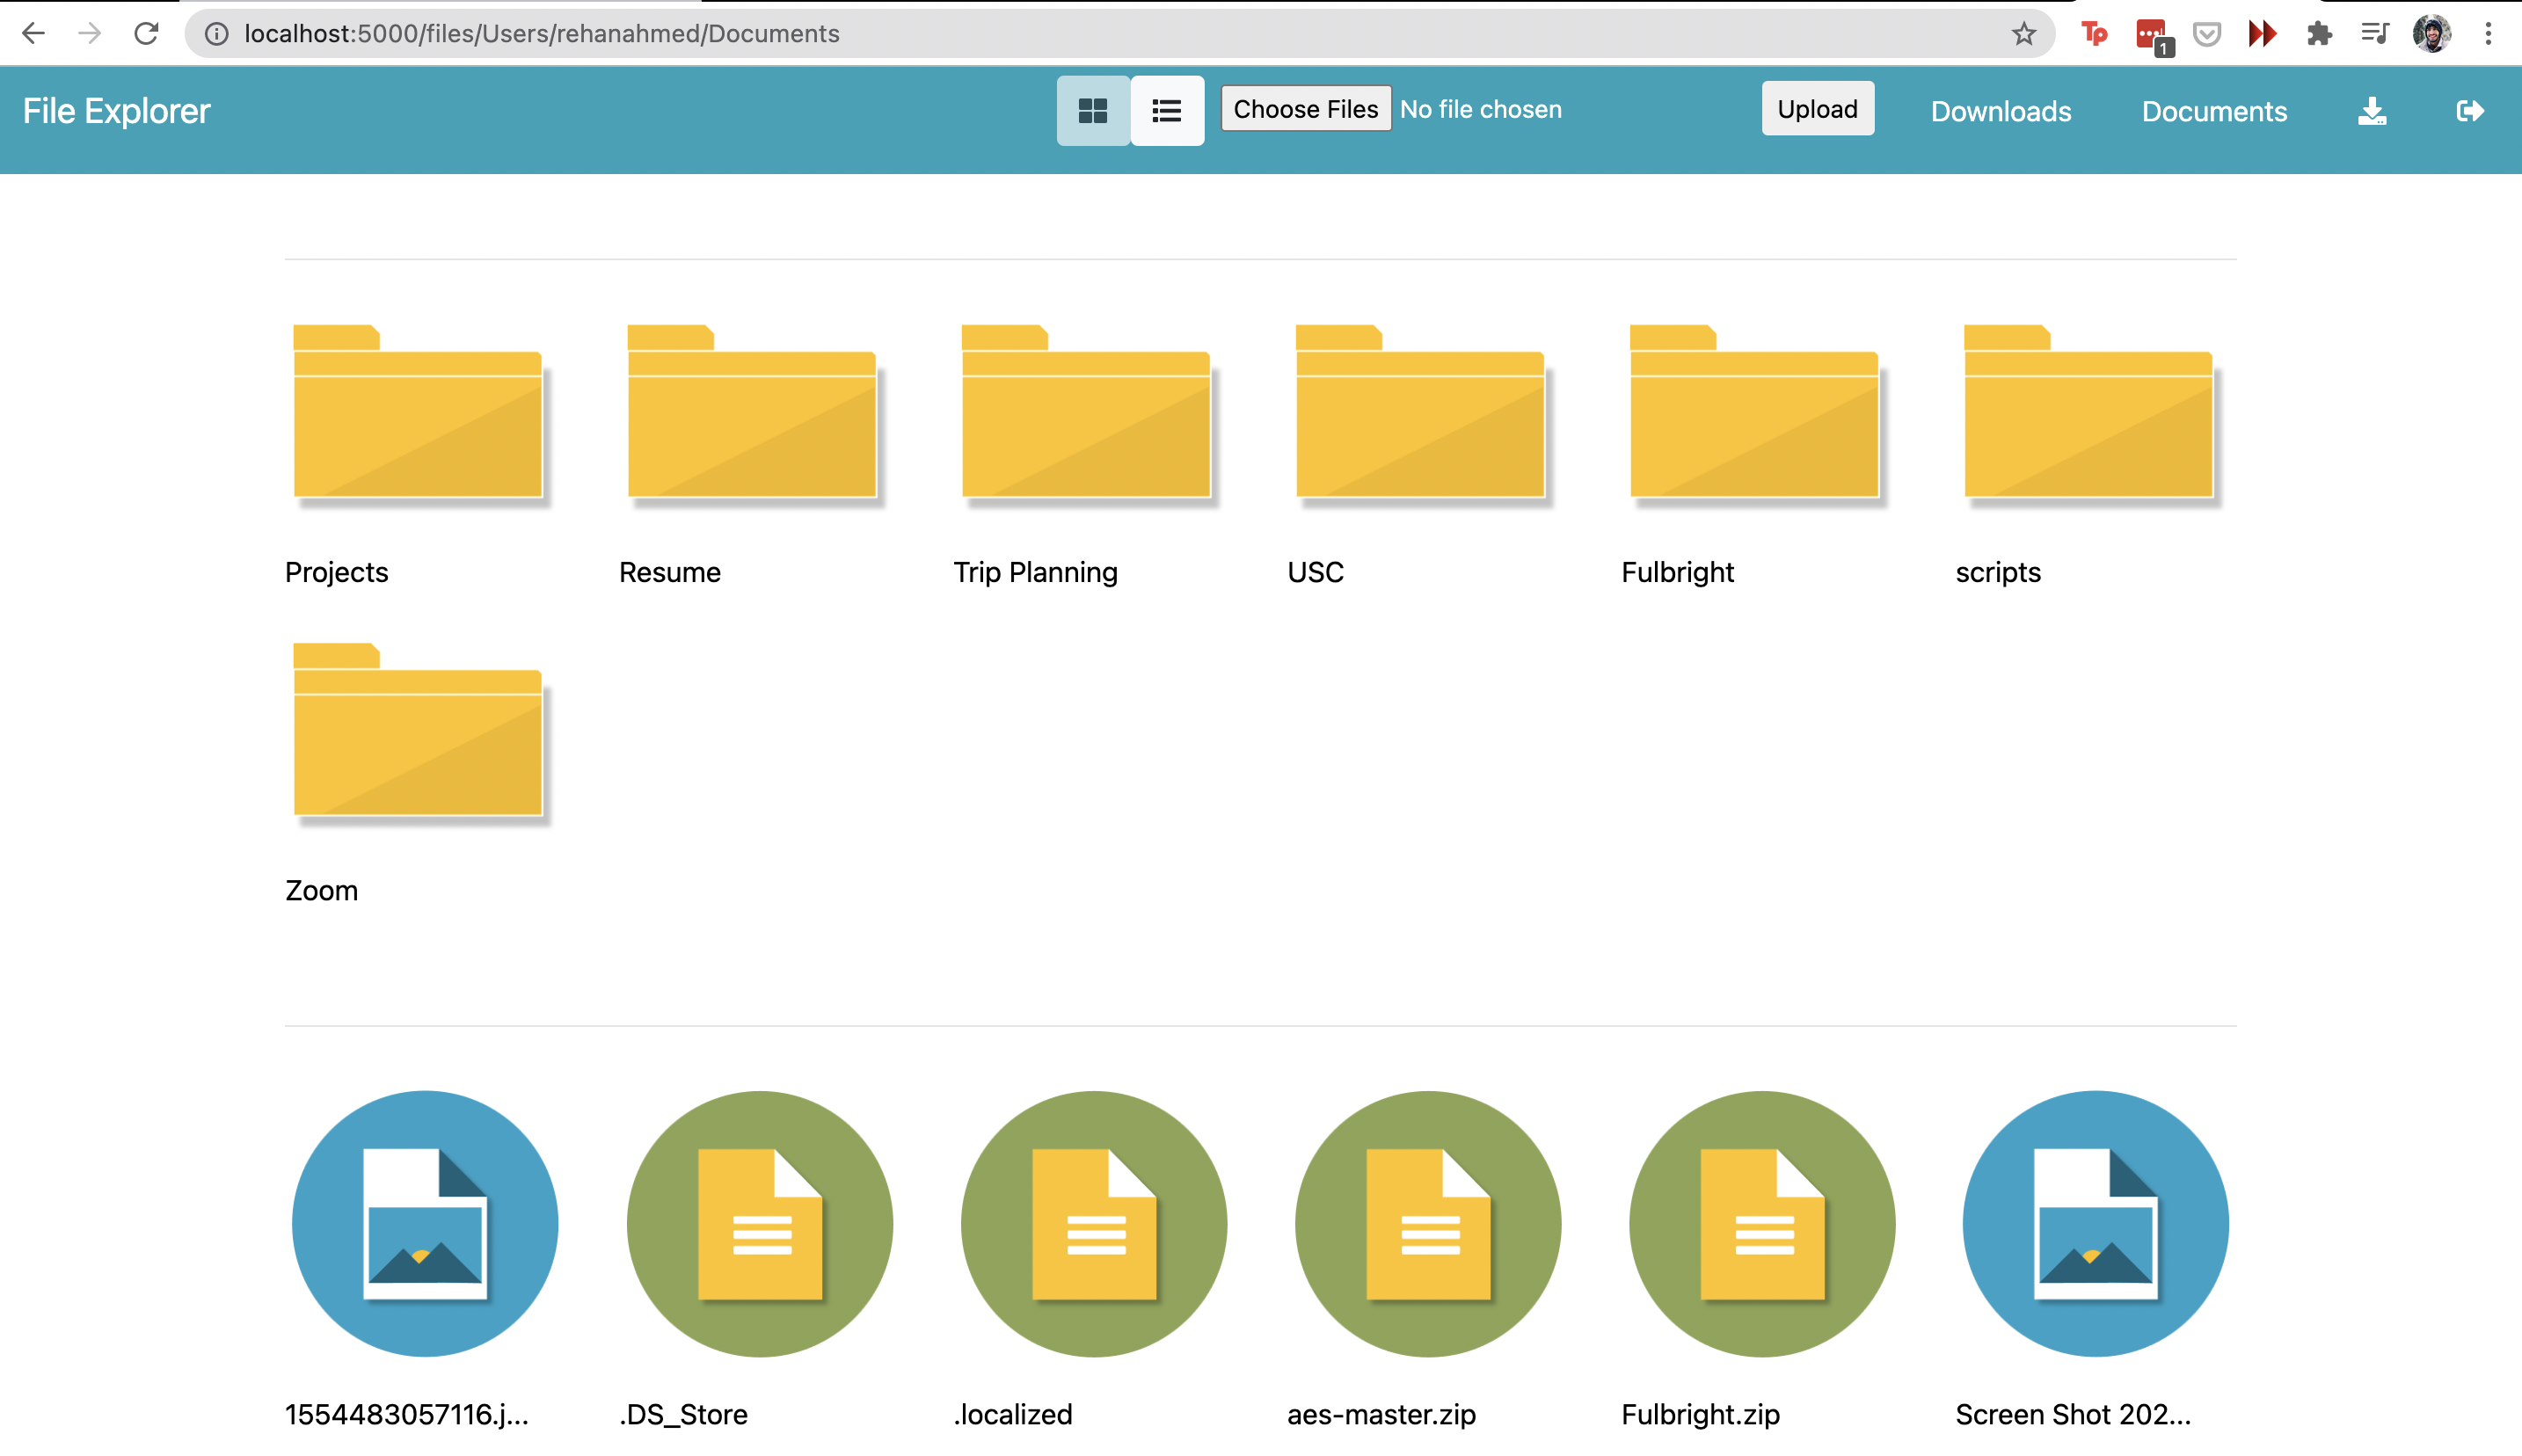 localhost:5000/files/Users/rehanahmed/Documents
Tp
1
File Explorer
Choose Files No file chosen
Upload
Downloads
Documents
Projects
Resume
Trip Planning
USC
Fulbright
scripts
Zoom
1554483057116.j...
.DS_Store
.localized
aes-master.zip
Fulbright.zip
Screen Shot 202...